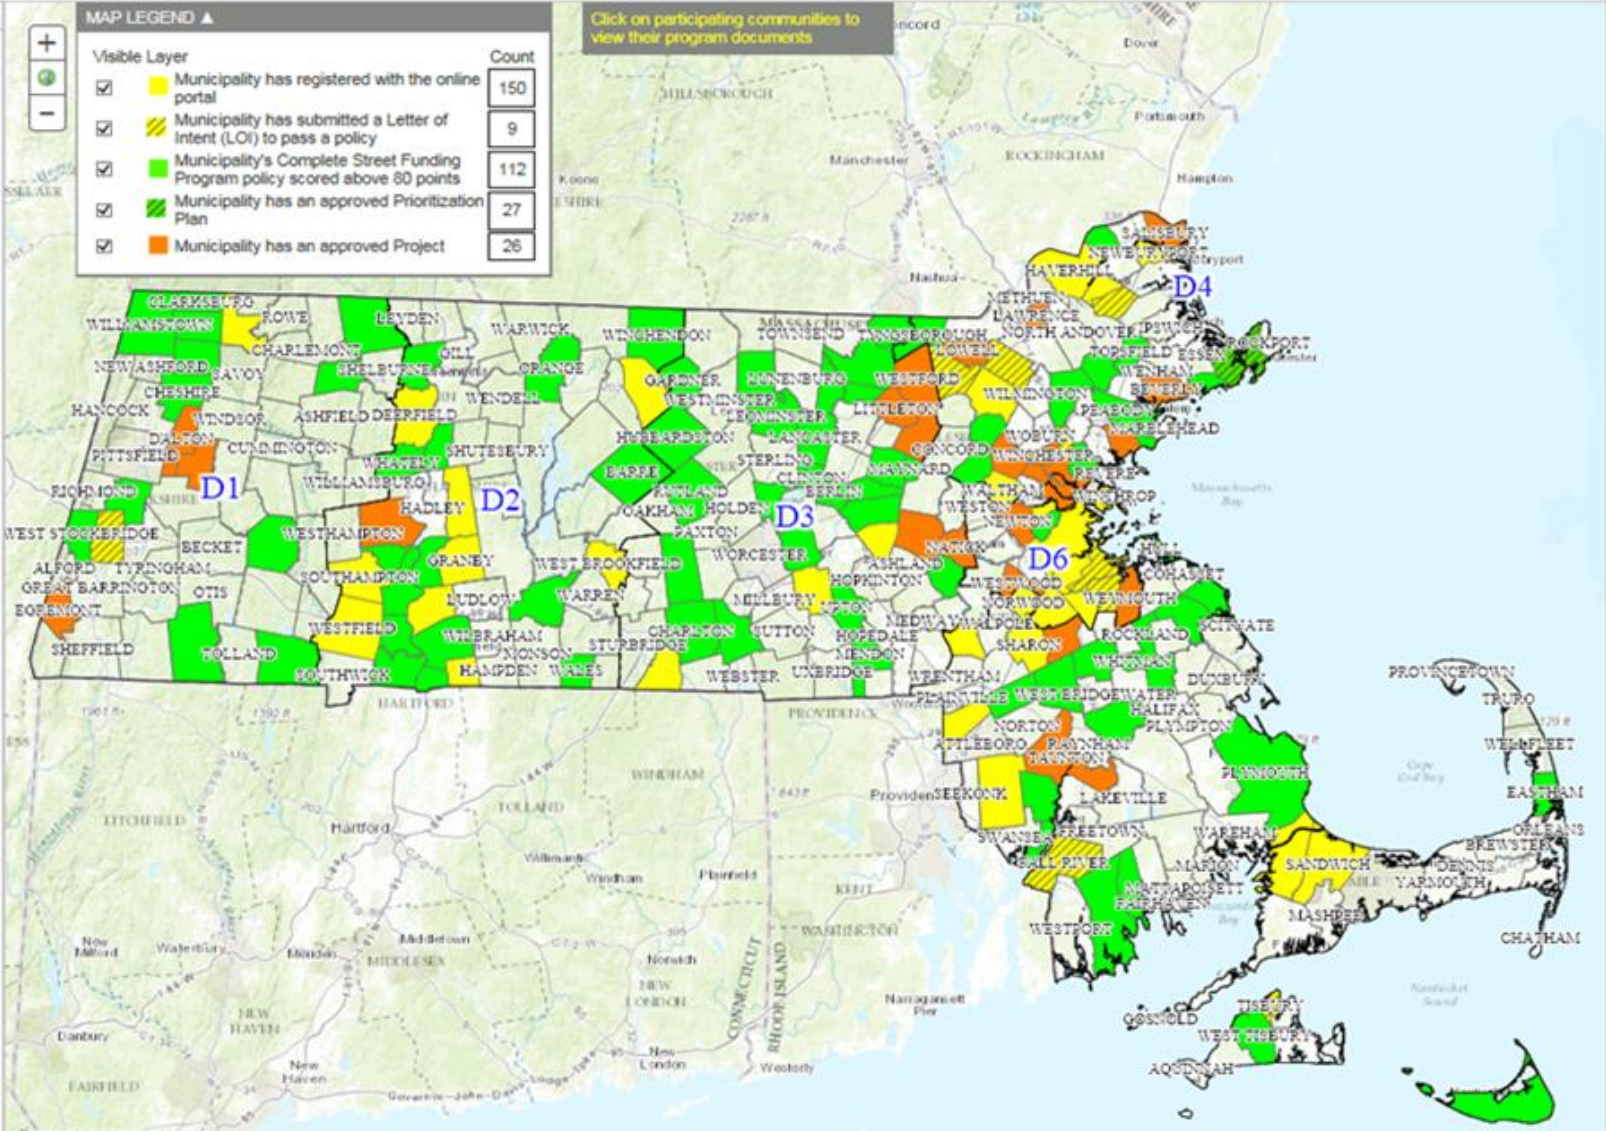 MAP LEGEND ▲
Click on participating communities to
view their program documents
Visible Layer
Count
Municipality has registered with the online
portal
150
Municipality has submitted a Letter of
Intent (LOI) to pass a policy
9
Municipality's Complete Street Funding
Program policy scored above 80 points
112
Municipality has an approved Prioritization
Plan
27
Municipality has an approved Project
26
Dover
HILLSBOROUGH
Portsmouth
Manchester
ROCKINGHAM
Keene
Hampton
2267 ft
Nashua
SALISBURY
NEWBURYPORT
HAVERHILL
D4
METHUEN
LAWRENCE
NORTH ANDOVER
IPSWICH
CLARKSBURG
ROWE
LEYDEN
WILLIAMSTOWN
WARWICK
WINCHENDON
TOWNSEND
TYNGSBOROUGH
LOWELL
TOPSFIELD
ESSEX
ROCKPORT
CHARLEMONT
GILL
NEW ASHFORD
SAVOY
SHELBURNE
ORANGE
GARDNER
LUNENBURG
WESTFORD
WENHAM
BEVERLY
CHESHIRE
WENDELL
WESTMINSTER
WILMINGTON
HANCOCK
WINDSOR
ASHFIELD
DEERFIELD
LEOMINSTER
LITTLETON
PEABODY
MARBLEHEAD
DALTON
PITTSFIELD
CUMMINGTON
SHUTESBURY
HUBBARDSTON
LANCASTER
WOBURN
CONCORD
WINCHESTER
WHATELY
STERLING
MAYNARD
REVERE
WILLIAMSBURG
BARRE
CLINTON
BERLIN
RICHMOND
D1
D2
RUTLAND
WALTHAM
WINTHROP
HADLEY
OAKHAM
HOLDEN
D3
WESTON
NEWTON
WEST STOCKBRIDGE
WESTHAMPTON
PAXTON
BECKET
NATICK
D6
HULL
GRANBY
WEST BROOKFIELD
WORCESTER
ASHLAND
ALFORD
TYRINGHAM
SOUTHAMPTON
HOPKINTON
WESTWOOD
COHASSET
GREAT BARRINGTON
OTIS
WARREN
LUDLOW
MILLBURY
UPTON
NORWOOD
WEYMOUTH
EGREMONT
WESTFIELD
WILBRAHAM
CHARLTON
SUTTON
HOPEDALE
MEDWAY
WALPOLE
ROCKLAND
SCITUATE
SHEFFIELD
TOLLAND
MONSON
STURBRIDGE
MENDON
SHARON
WHITMAN
SOUTHWICK
HAMPDEN
WALES
WEBSTER
UXBRIDGE
WRENTHAM
DUXBURY
PROVINCETOWN
PLAINVILLE
WEST BRIDGEWATER
TRURO
HARTFORD
PROVIDENCE
HALIFAX
PLYMPTON
NORTON
ATTLEBORO
RAYNHAM
TAUNTON
WELLFLEET
WINDHAM
PLYMOUTH
Cape
Cod Bay
TOLLAND
SEEKONK
LAKEVILLE
EASTHAM
LITCHFIELD
Hartford
SWANSEA
FREETOWN
WAREHAM
ORLEANS
BREWSTER
Willimantic
Windham
Plainfield
FALL RIVER
MARION
SANDWICH
DENNIS
YARMOUTH
KENT
MATTAPOISETT
FAIRHAVEN
WESTPORT
MASHPEE
CHATHAM
WASHINGTON
New
Milford
Waterbury
Meriden
Middletown
MIDDLESEX
Norwich
NEW
LONDON
CONNECTICUT
RHODE ISLAND
Narragansett
Pier
Nantucket
Sound
GOSNOLD
TISBURY
WEST TISBURY
AQUINNAH
NEW
HAVEN
Danbury
New
Haven
New
London
Westerly
FAIRFIELD
Massachusetts
Bay